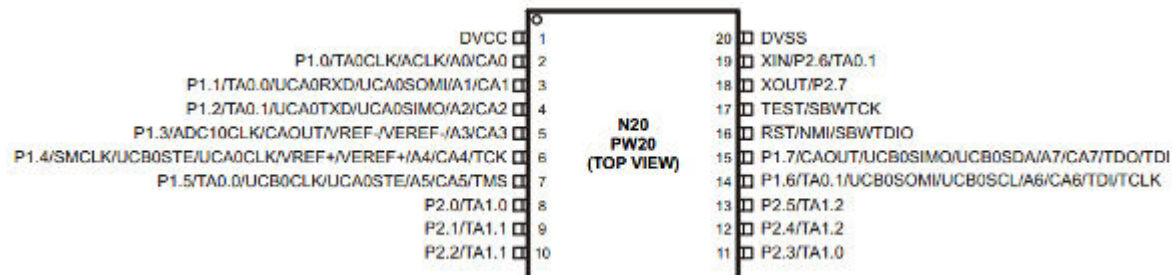 DVCC 1 20 DVSS
P1.0/TA0CLK/ACLK/A0/CA0 2 19 XIN/P2.6/TA0.1
P1.1/TA0.0/UCA0RXD/UCA0SOMI/A1/CA1 3 18 XOUT/P2.7
P1.2/TA0.1/UCA0TXD/UCA0SIMO/A2/CA2 4 17 TEST/SBWTCK
P1.3/ADC10CLK/CAOUT/VREF-/VEREF-/A3/CA3 5 N20 16 RST/NMI/SBWTDIO
P1.4/SMCLK/UCB0STE/UCA0CLK/VREF+/VEREF+/A4/CA4/TCK 6 PW20 15 P1.7/CAOUT/UCB0SIMO/UCB0SDA/A7/CA7/TDO/TDI
P1.5/TA0.0/UCB0CLK/UCA0STE/A5/CA5/TMS 7 (TOP VIEW) 14 P1.6/TA0.1/UCB0SOMI/UCB0SCL/A6/CA6/TDI/TCLK
P2.0/TA1.0 8 13 P2.5/TA1.2
P2.1/TA1.1 9 12 P2.4/TA1.2
P2.2/TA1.1 10 11 P2.3/TA1.0